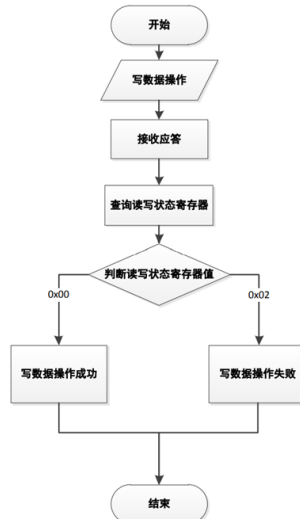 开始
写数据操作
接收应答
查询读写状态寄存器
判断读写状态寄存器值
0x00
0x02
写数据操作成功
写数据操作失败
结束